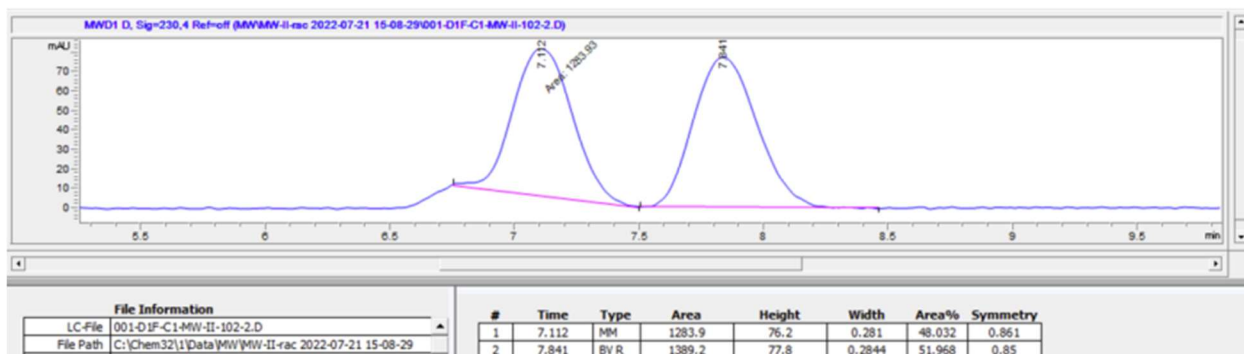 MWD1 D, Sig=230,4 Ref=off (MW\MW-II-rac 2022-07-21 15-08-29\001-D1F-C1-MW-II-102-2.D)
mAU
7.112
Area: 1283.93
7.841
70
60
50
40
30
20
10
0
5.5 6 6.5 7 7.5 8 8.5 9 9.5 min
File Information
LC-File 001-D1F-C1-MW-II-102-2.D
File Path C:\Chem32\1\Data\MW\MW-II-rac 2022-07-21 15-08-29
# Time Type Area Height Width Area% Symmetry
1 7.112 MM 1283.9 76.2 0.281 48.032 0.861
2 7.841 BV R 1389.2 77.8 0.2844 51.968 0.85